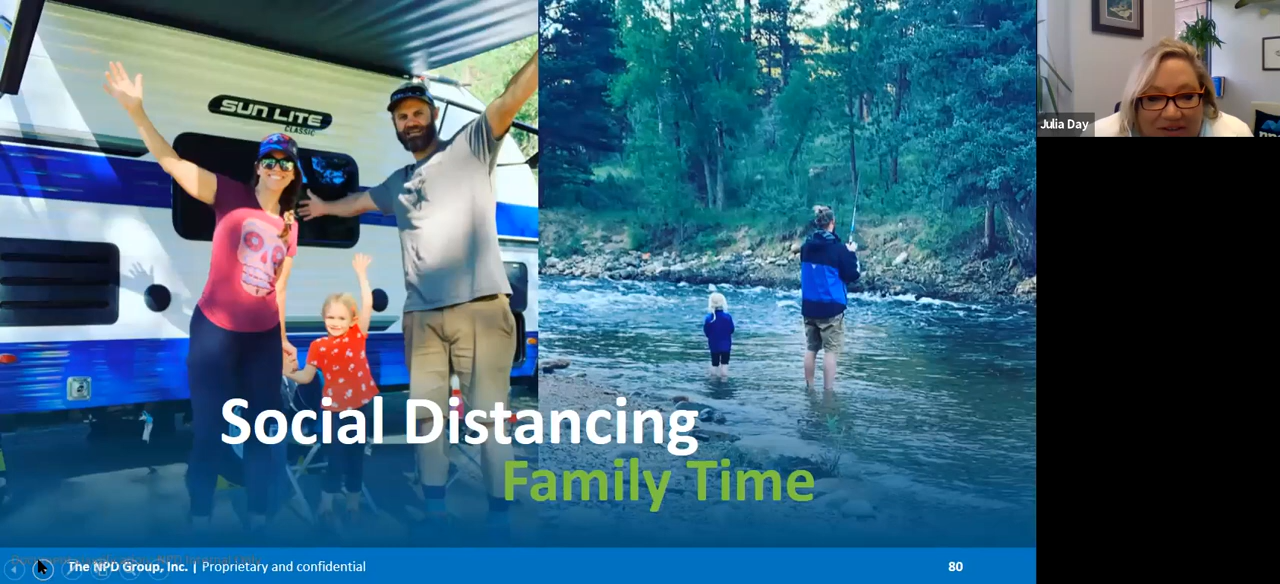 SUN LITE
CLASSIC
Julia Day
Social Distancing
Family Time
The NPD Group, Inc. | Proprietary and confidential
80